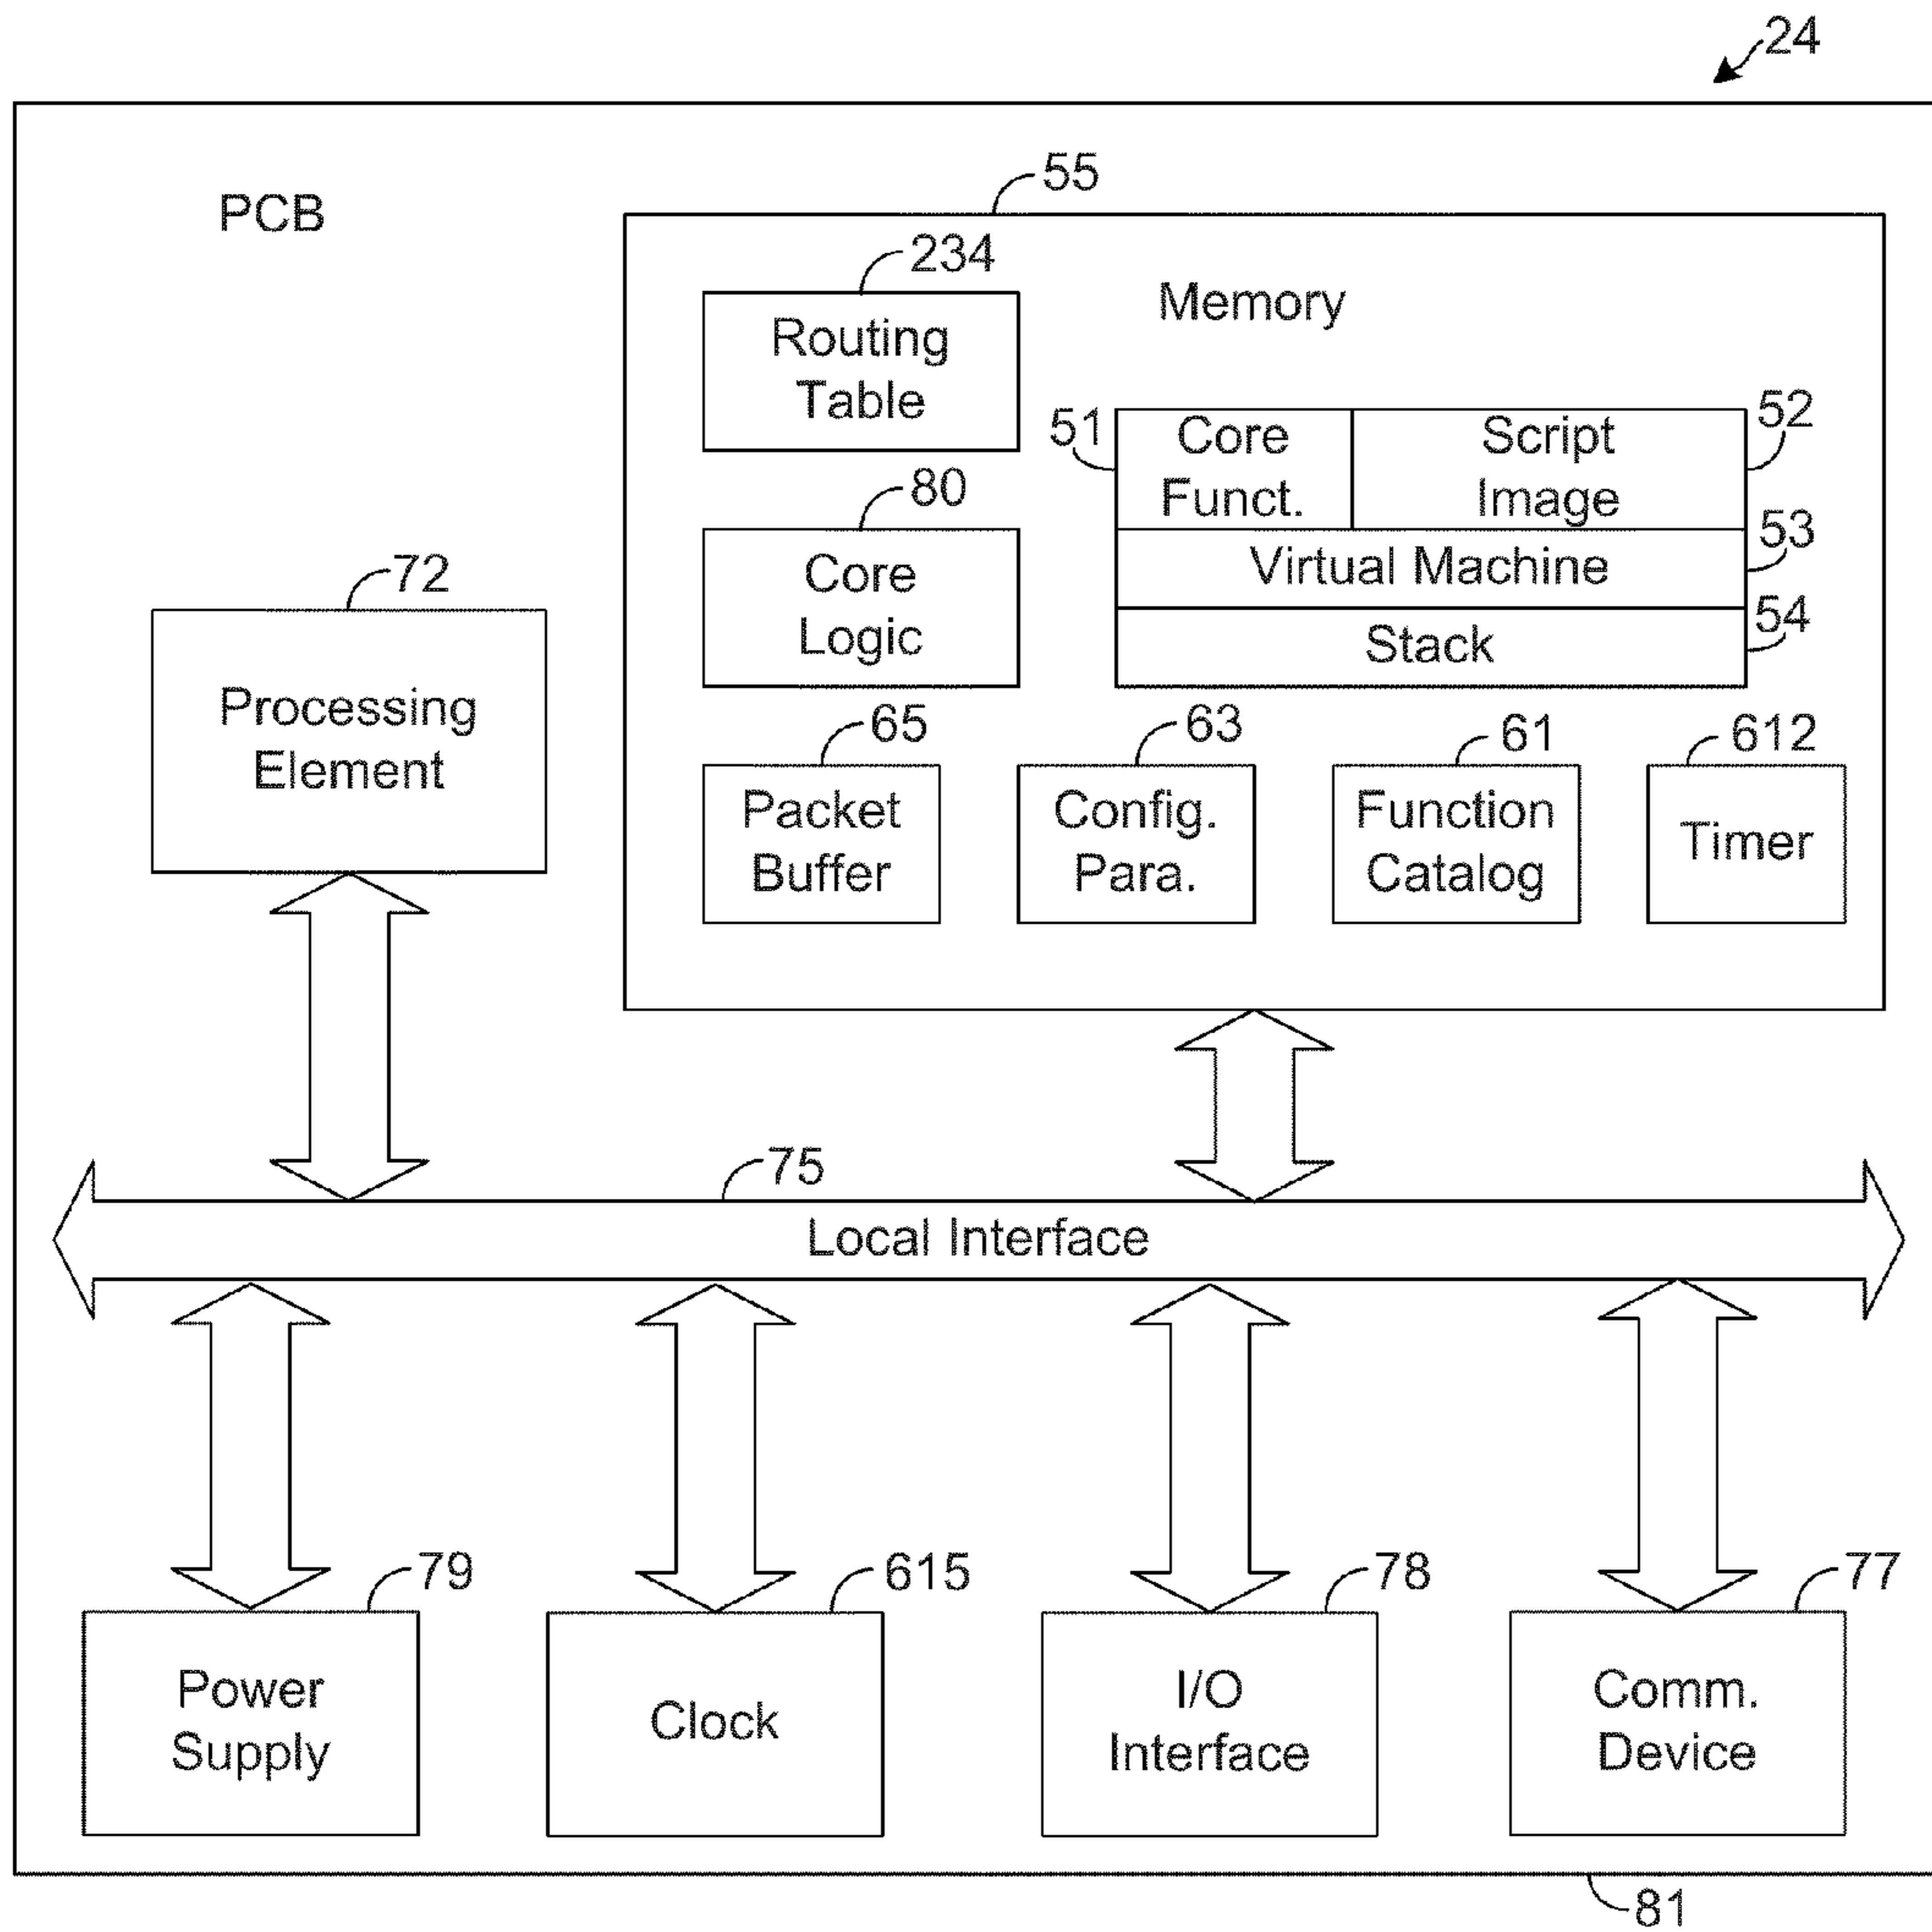 24
PCB
55
234
Memory
Routing
Table
51
Core
Funct.
Script
Image
52
80
Core
Logic
Virtual Machine
53
Stack
54
72
Processing
Element
65
Packet
Buffer
63
Config.
Para.
61
Function
Catalog
612
Timer
75
Local Interface
79
Power
Supply
615
Clock
78
I/O
Interface
77
Comm.
Device
81